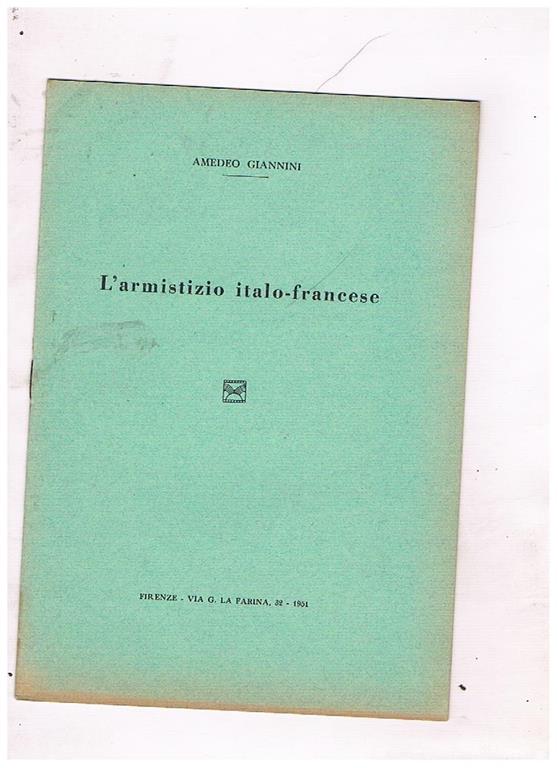 AMEDEO GIANNINI
L'armistizio italo-francese
FIRENZE - VIA G. LA FARINA, 32 - 1951